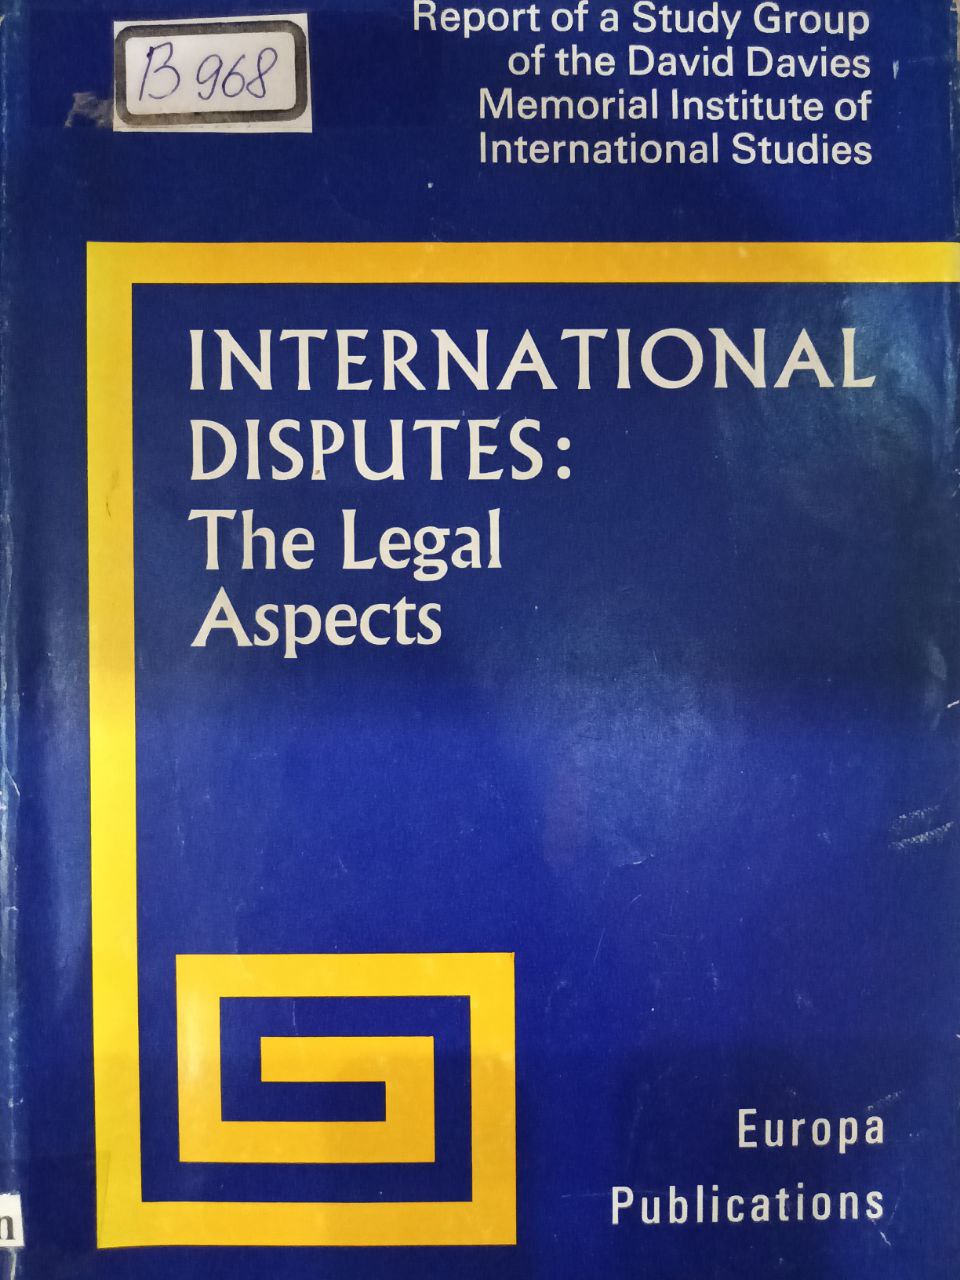 B 968
Report of a Study Group
of the David Davies
Memorial Institute of
International Studies
INTERNATIONAL
DISPUTES:
The Legal
Aspects
Europa
Publications
n